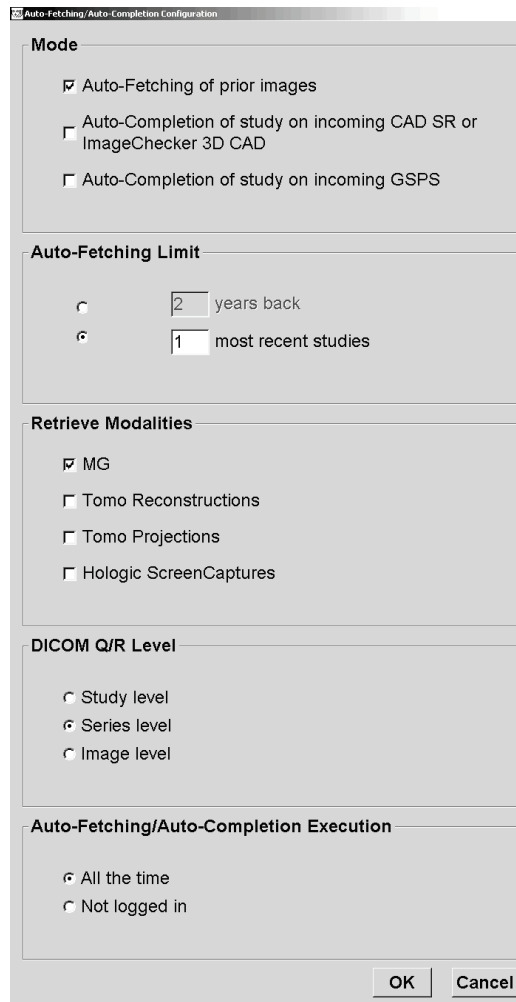 Auto-Fetching/Auto-Completion Configuration
Mode
Auto-Fetching of prior images
Auto-Completion of study on incoming CAD SR or
ImageChecker 3D CAD
Auto-Completion of study on incoming GSPS
Auto-Fetching Limit
2 years back
1 most recent studies
Retrieve Modalities
MG
Tomo Reconstructions
Tomo Projections
Hologic ScreenCaptures
DICOM Q/R Level
Study level
Series level
Image level
Auto-Fetching/Auto-Completion Execution
All the time
Not logged in
OK Cancel